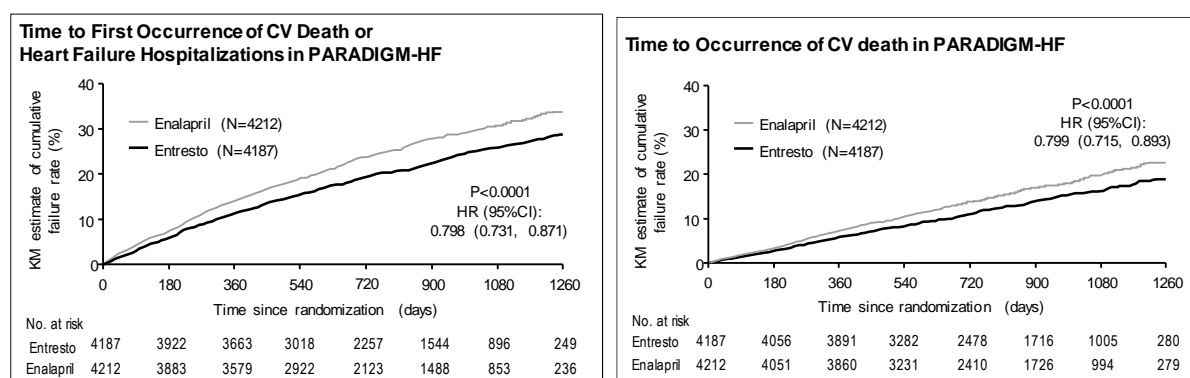 Time to First Occurrence of CV Death or
Heart Failure Hospitalizations in PARADIGM-HF
KM estimate of cumulative
failure rate (%)
40
30
20
10
0
Enalapril (N=4212)
Entresto (N=4187)
P<0.0001
HR (95%CI):
0.798 (0.731, 0.871)
0 180 360 540 720 900 1080 1260
Time since randomization (days)
No. at risk
Entresto 4187 3922 3663 3018 2257 1544 896 249
Enalapril 4212 3883 3579 2922 2123 1488 853 236
Time to Occurrence of CV death in PARADIGM-HF
KM estimate of cumulative
failure rate (%)
40
30
20
10
0
P<0.0001
HR (95%CI):
0.799 (0.715, 0.893)
Enalapril (N=4212)
Entresto (N=4187)
0 180 360 540 720 900 1080 1260
Time since randomization (days)
No. at risk
Entresto 4187 4056 3891 3282 2478 1716 1005 280
Enalapril 4212 4051 3860 3231 2410 1726 994 279